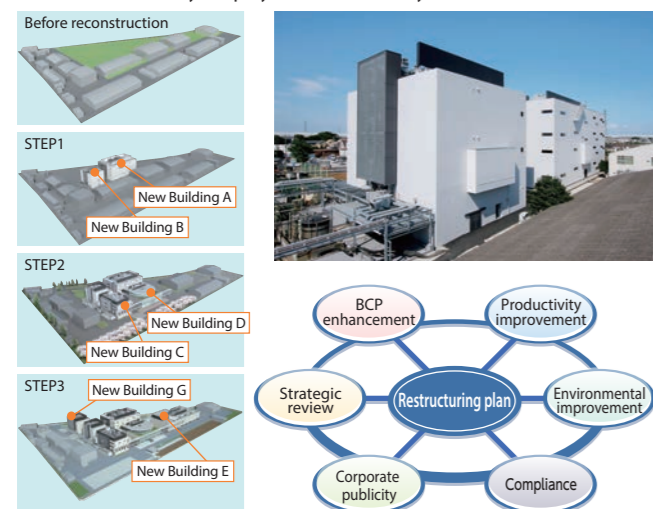 Before reconstruction
STEP1
New Building A
New Building B
STEP2
New Building D
New Building C
STEP3
New Building G
New Building E
BCP
enhancement
Productivity
improvement
Strategic
review
Restructuring plan
Environmental
improvement
Corporate
publicity
Compliance